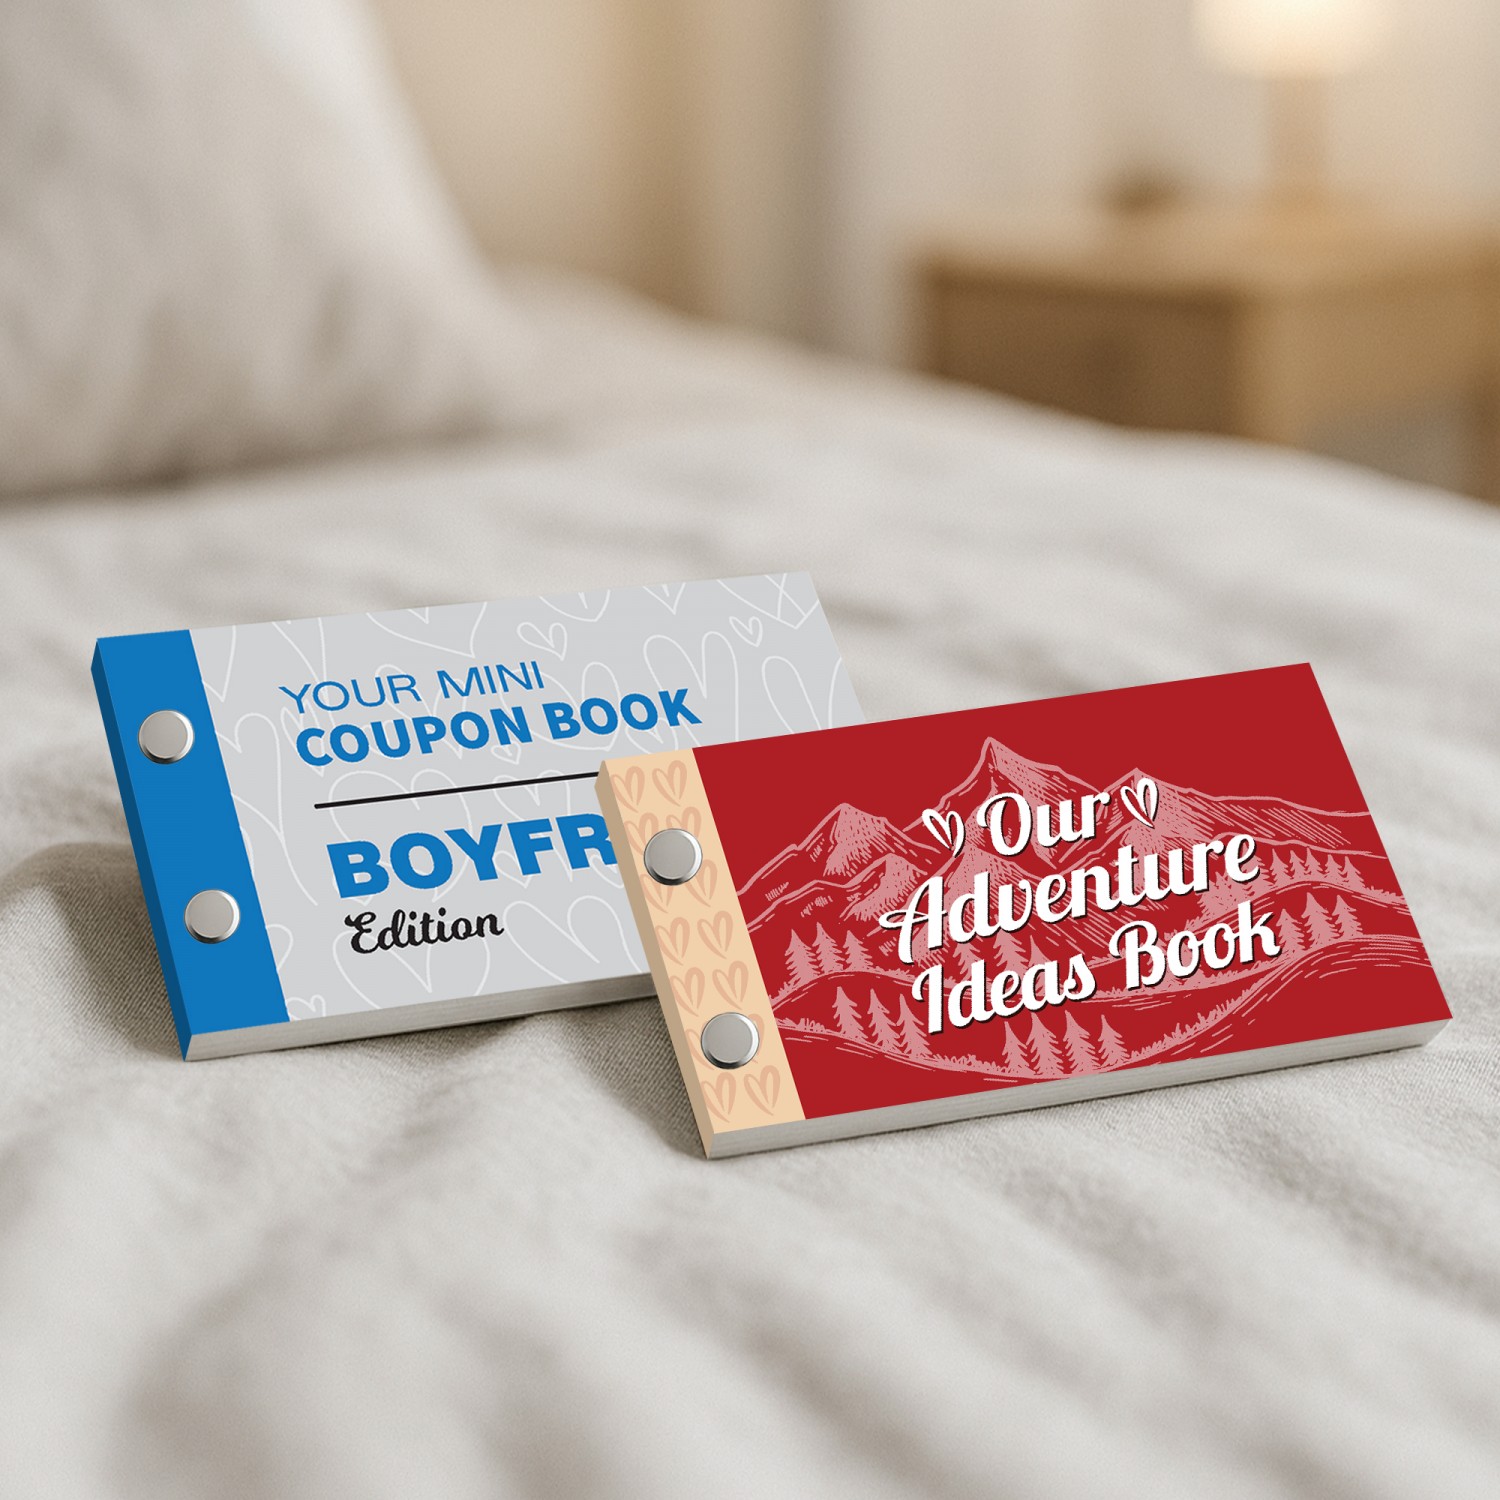 YOUR MINI
COUPON BOOK
BOYFR
Edition
Our
Adventure
Ideas Book